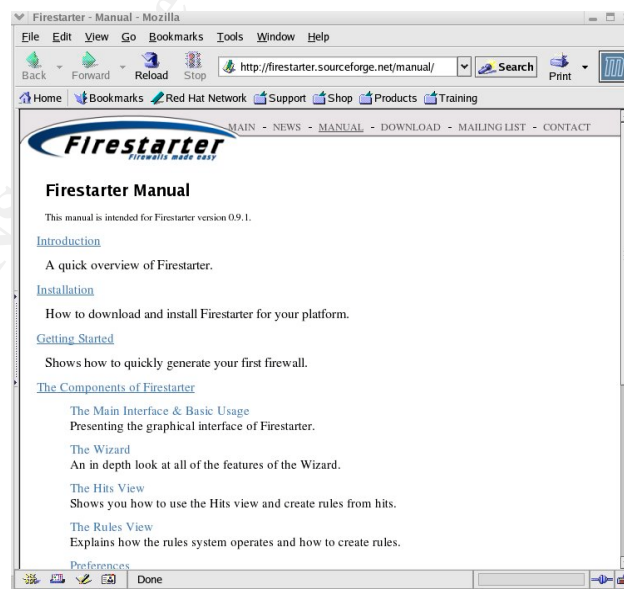 Firestarter - Manual - Mozilla
File Edit View Go Bookmarks Tools Window Help
Back Forward Reload Stop http://firestarter.sourceforge.net/manual/ Search Print
Home Bookmarks Red Hat Network Support Shop Products Training
MAIN - NEWS - MANUAL - DOWNLOAD - MAILING LIST - CONTACT
Firestarter
Firewalls made easy
Firestarter Manual
This manual is intended for Firestarter version 0.9.1.
Introduction
A quick overview of Firestarter.
Installation
How to download and install Firestarter for your platform.
Getting Started
Shows how to quickly generate your first firewall.
The Components of Firestarter
The Main Interface & Basic Usage
Presenting the graphical interface of Firestarter.
The Wizard
An in depth look at all of the features of the Wizard.
The Hits View
Shows you how to use the Hits view and create rules from hits.
The Rules View
Explains how the rules system operates and how to create rules.
Preferences
Done